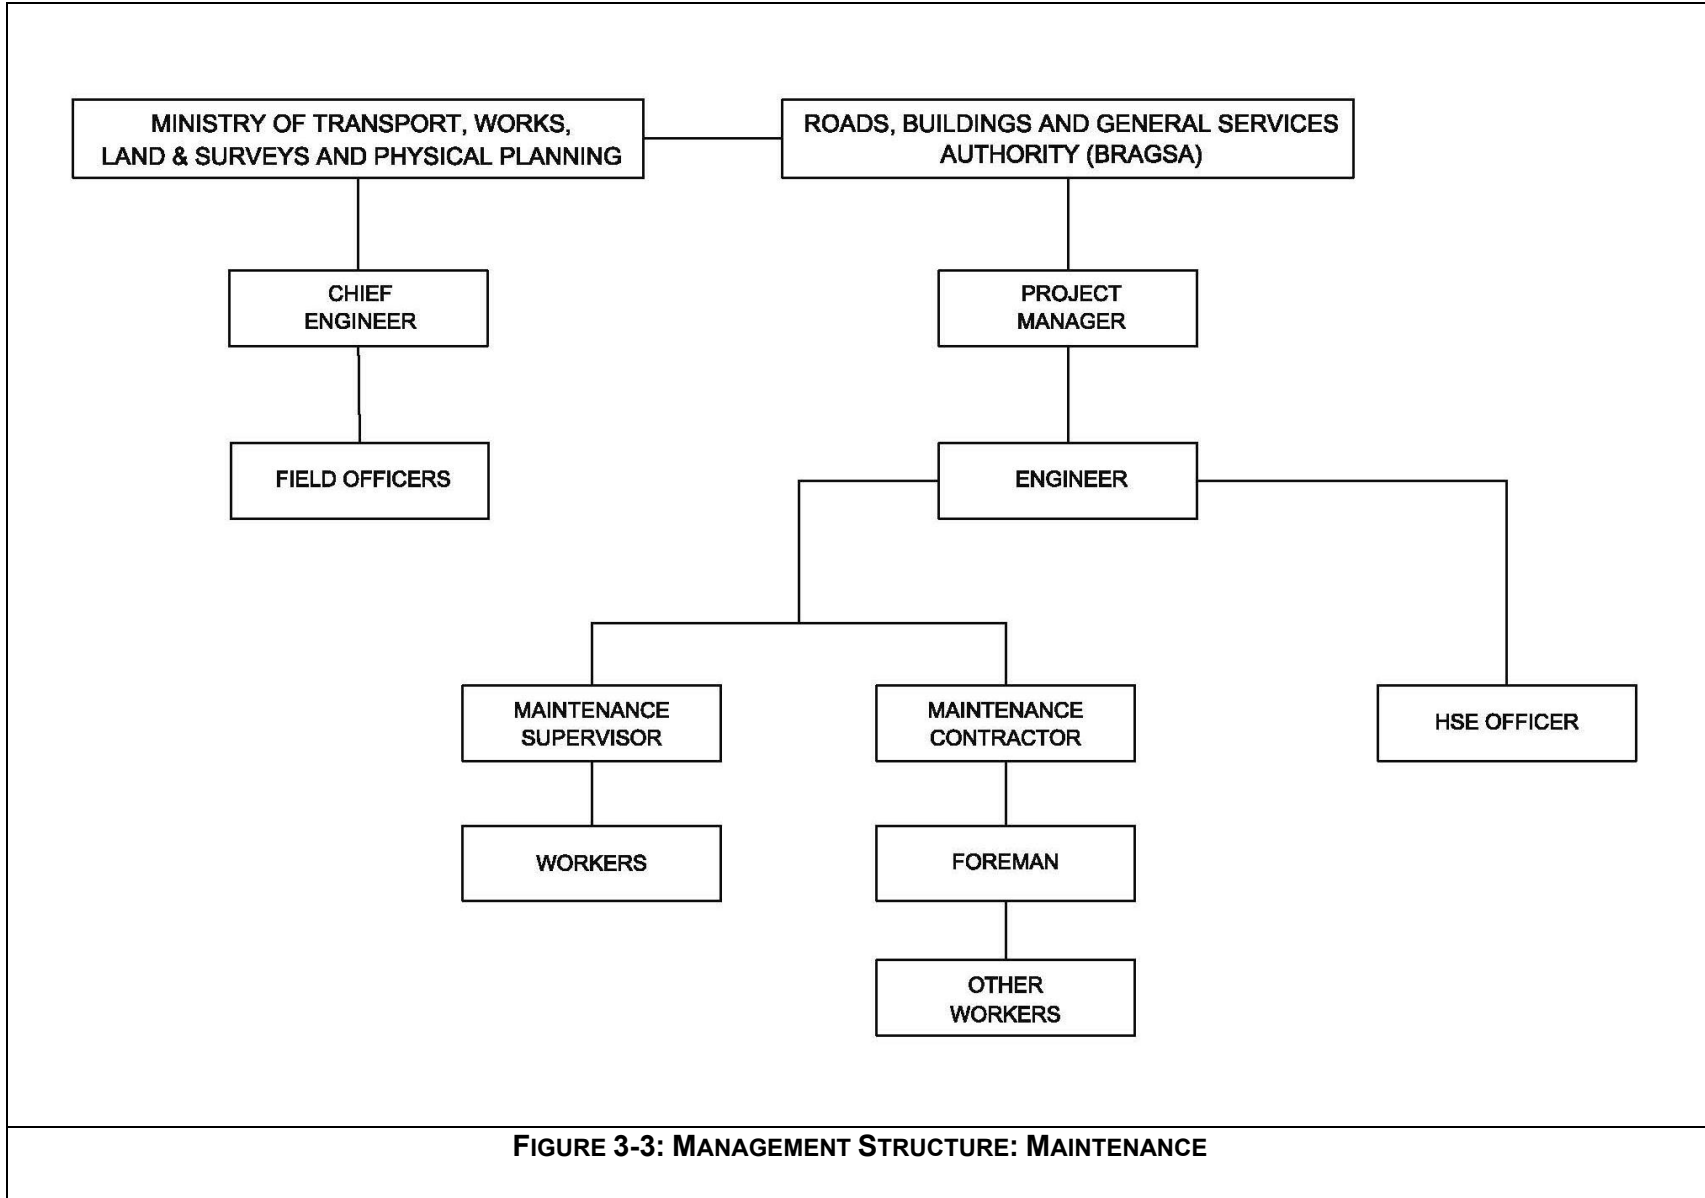 MINISTRY OF TRANSPORT, WORKS,
LAND & SURVEYS AND PHYSICAL PLANNING
ROADS, BUILDINGS AND GENERAL SERVICES
AUTHORITY (BRAGSA)
CHIEF
ENGINEER
PROJECT
MANAGER
FIELD OFFICERS
ENGINEER
MAINTENANCE
SUPERVISOR
MAINTENANCE
CONTRACTOR
HSE OFFICER
WORKERS
FOREMAN
OTHER
WORKERS
FIGURE 3-3: MANAGEMENT STRUCTURE: MAINTENANCE